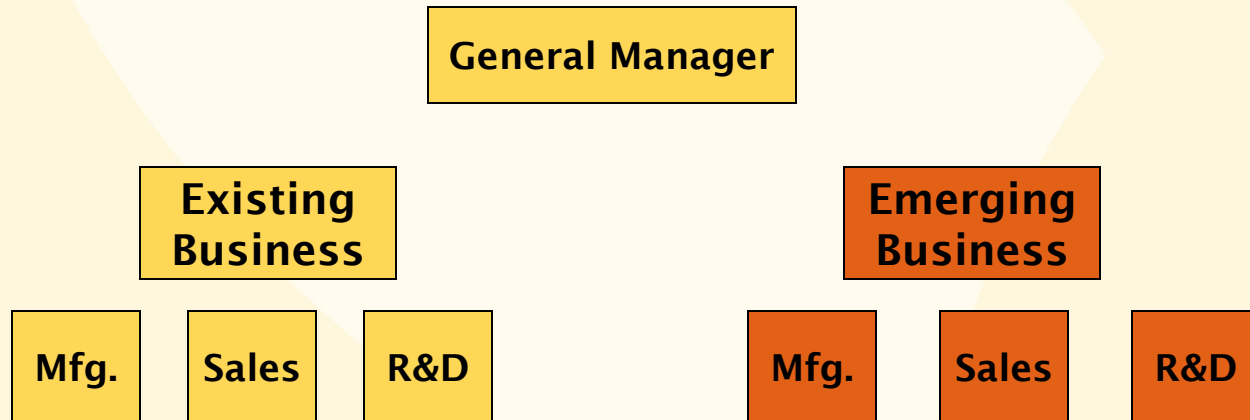 General Manager
Existing
Business
Emerging
Business
Mfg.
Sales
R&D
Mfg.
Sales
R&D